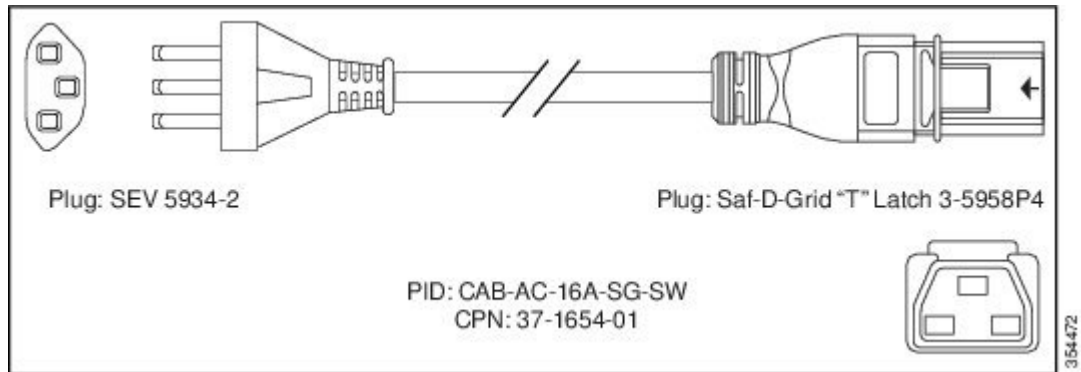 Plug: SEV 5934-2
Plug: Saf-D-Grid “T” Latch 3-5958P4
PID: CAB-AC-16A-SG-SW
CPN: 37-1654-01
354472